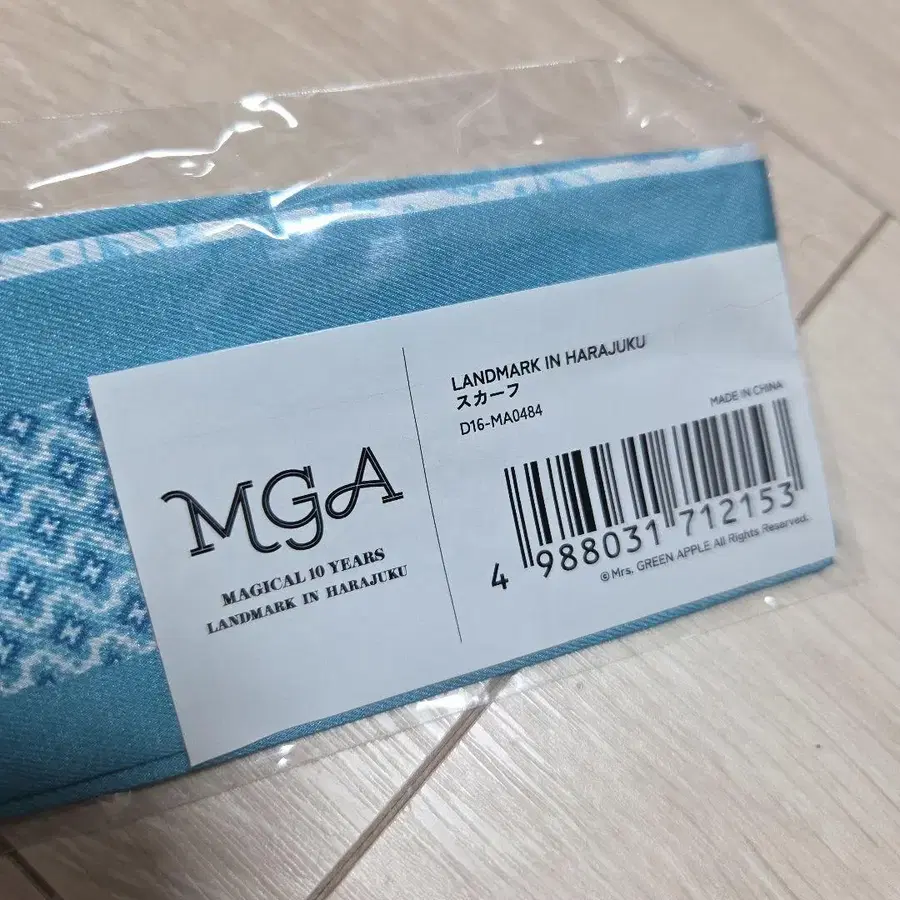 MGA
MAGICAL 10 YEARS
LANDMARK IN HARAJUKU
LANDMARK IN HARAJUKU
スカーフ
D16-MA0484
MADE IN CHINA
4 988031 712153
©Mrs. GREEN APPLE All Rights Reserved.